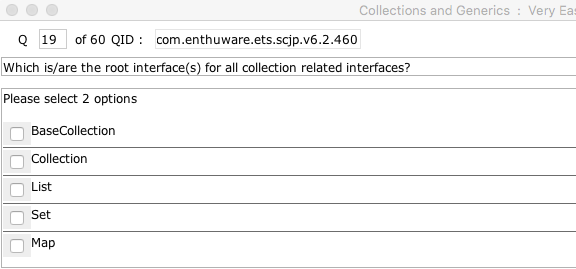 Collections and Generics : Very Eas
Q 19 of 60 QID : com.enthuware.ets.scjp.v6.2.460
Which is/are the root interface(s) for all collection related interfaces?
Please select 2 options
BaseCollection
Collection
List
Set
Map